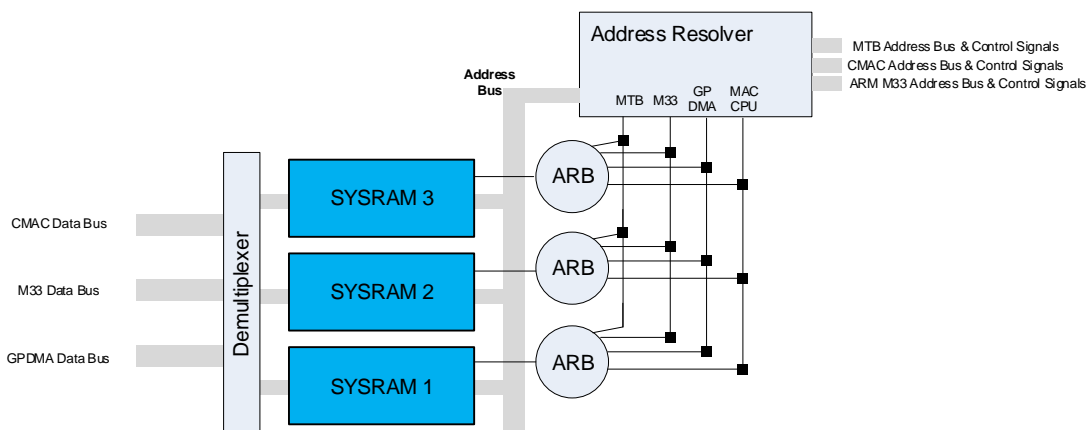 Address Resolver
MTB Address Bus & Control Signals
CMAC Address Bus & Control Signals
ARM M33 Address Bus & Control Signals
Address
Bus
MTB
M33
GP
DMA
MAC
CPU
ARB
SYSRAM 3
CMAC Data Bus
ARB
SYSRAM 2
M33 Data Bus
Demultiplexer
GPDMA Data Bus
ARB
SYSRAM 1